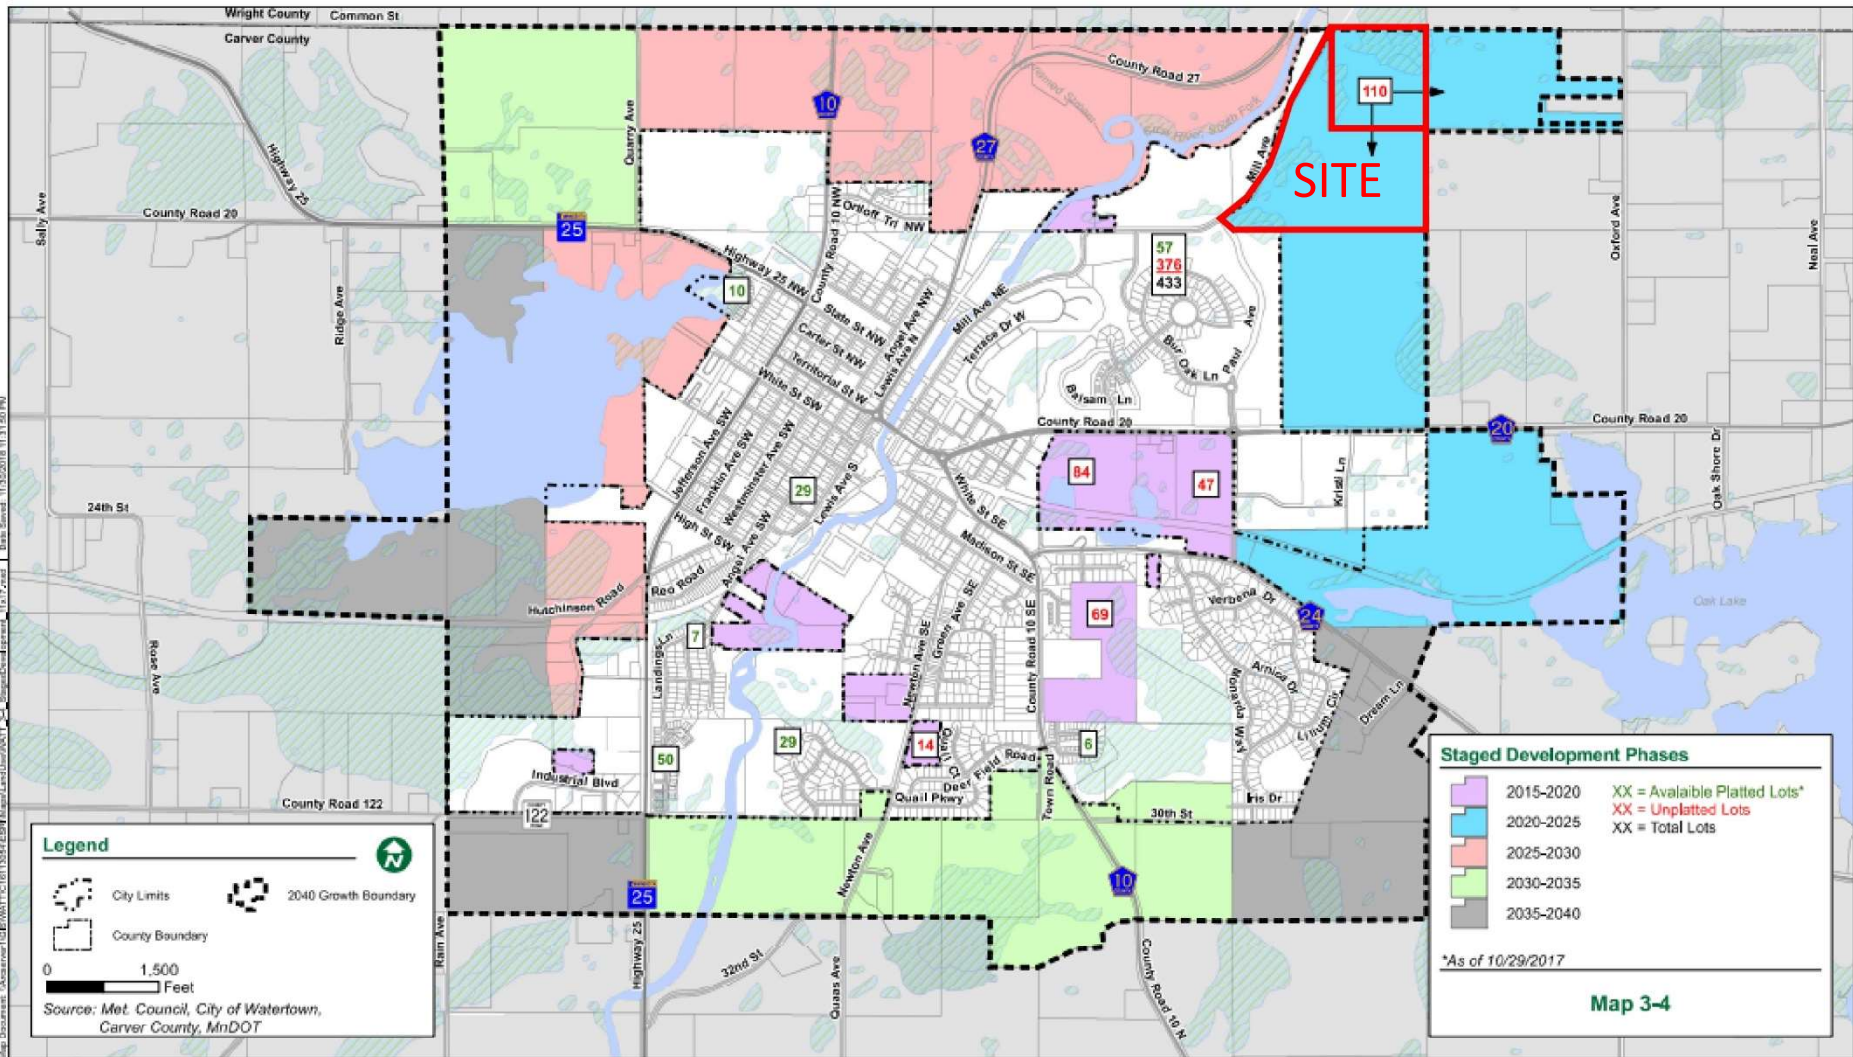 Wright County
Common St
Carver County
County Road 27
10
110
Highway 25
Quarry Ave
27
Mill Ave
SITE
Sally Ave
County Road 20
25
Ortloff Trl NW
County Road 10 NW
Oxford Ave
Neal Ave
57
376
433
Highway 25 NW
10
Ridge Ave
State St NW
Angel Ave NW
Mill Ave NE
Terrace Dr W
Carter St NW
Lewis Ave N
Territorial St W
White St SW
Bur Oak Ln
Paul Ave
Balsam Ln
County Road 20
County Road 20
20
Jefferson Ave SW
Franklin Ave SW
Westminster Ave SW
29
Lewis Ave S
84
47
Kristi Ln
Oak Shore Dr
24th St
White St SE
High St SW
Angel Ave SW
Madison St SE
Reo Road
Hutchinson Road
Verbena Dr
Oak Lake
69
24
7
Rose Ave
Landings Ln
Newton Ave SE
Green Ave SE
County Road 10 SE
Monarda Way
Arnica Dr
Lilium Cir
Dream Ln
50
29
14
Quail Ct
6
Deer Field Road
Industrial Blvd
Quail Pkwy
Town Road
Iris Dr
County Road 122
122
30th St
Newton Ave
25
10
Rain Ave
Highway 25
32nd St
Quaas Ave
County Road 10 N
Legend
N
City Limits
2040 Growth Boundary
County Boundary
0 1,500
Feet
Source: Met. Council, City of Watertown,
Carver County, MnDOT
Staged Development Phases
2015-2020
XX = Avalaible Platted Lots*
XX = Unplatted Lots
2020-2025
XX = Total Lots
2025-2030
2030-2035
2035-2040
*As of 10/29/2017
Map 3-4